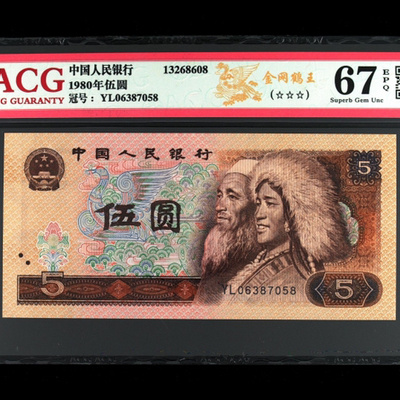 ACG
NG GUARANTY
中国人民银行
1980年伍圆
冠号：YL06387058
13268608
金网鹤王
(☆☆☆)
67 EPQ
Superb Gem Unc
中国人民银行
5
伍圆
5
YL06387058
5